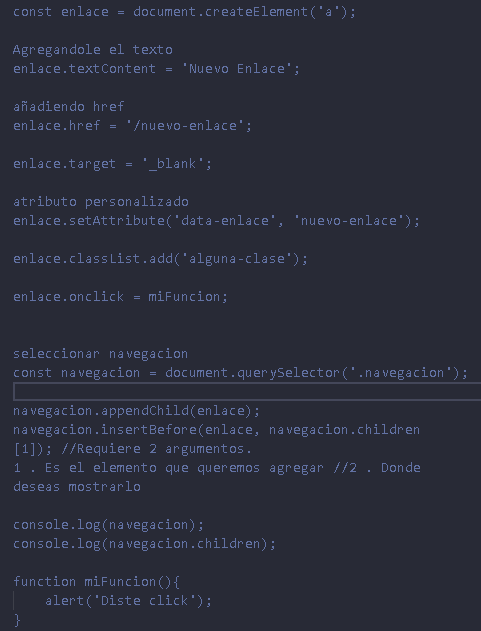 const enlace = document.createElement('a');
Agregandole el texto
enlace.textContent = 'Nuevo Enlace';
añadiendo href
enlace.href = '/nuevo-enlace';
enlace.target = '_blank';
atributo personalizado
enlace.setAttribute('data-enlace', 'nuevo-enlace');
enlace.classList.add('alguna-clase');
enlace.onclick = miFuncion;
seleccionar navegacion
const navegacion = document.querySelector('.navegacion');
navegacion.appendChild(enlace);
navegacion.insertBefore(enlace, navegacion.children
[1]); //Requiere 2 argumentos.
1 . Es el elemento que queremos agregar //2 . Donde
deseas mostrarlo
console.log(navegacion);
console.log(navegacion.children);
function miFuncion(){
    alert('Diste click');
}